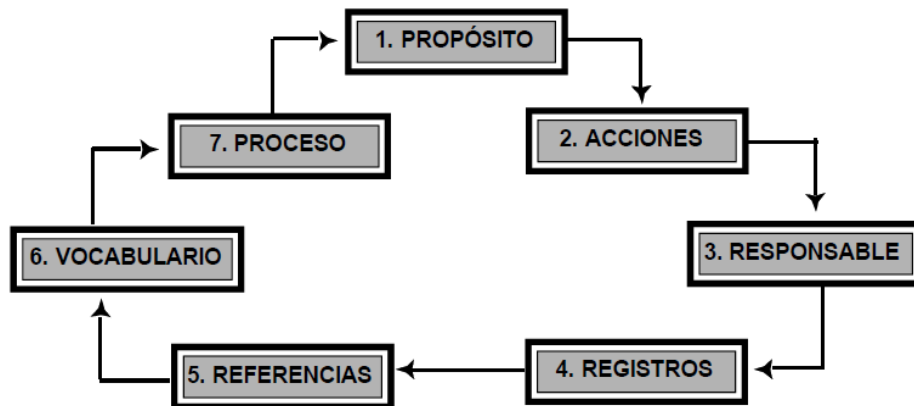 1. PROPÓSITO
2. ACCIONES
3. RESPONSABLE
4. REGISTROS
5. REFERENCIAS
6. VOCABULARIO
7. PROCESO